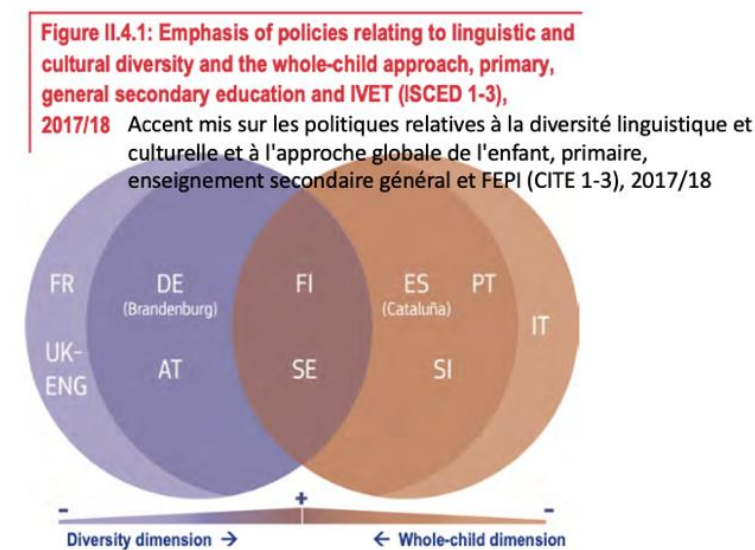 Figure II.4.1: Emphasis of policies relating to linguistic and
cultural diversity and the whole-child approach, primary,
general secondary education and IVET (ISCED 1-3),
2017/18 Accent mis sur les politiques relatives à la diversité linguistique et
culturelle et à l'approche globale de l'enfant, primaire,
enseignement secondaire général et FEPI (CITE 1-3), 2017/18
FR DE FI ES PT
(Brandenburg) (Cataluña)
IT
UK-
ENG AT SE SI
- + -
Diversity dimension → ← Whole-child dimension